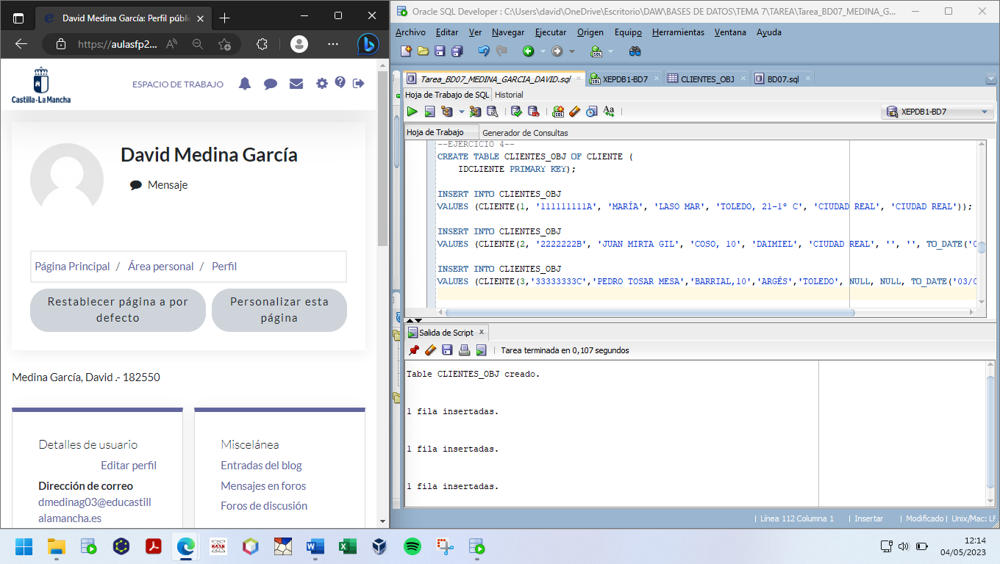 David Medina García: Perfil públi
https://aulasfp2...
Castilla-La Mancha
ESPACIO DE TRABAJO
David Medina García
Mensaje
Página Principal / Área personal / Perfil
Restablecer página a por
defecto
Personalizar esta
página
Medina García, David .- 182550
Detalles de usuario
Editar perfil
Dirección de correo
dmedinag03@educastill
alamancha.es
Miscelánea
Entradas del blog
Mensajes en foros
Foros de discusión
Oracle SQL Developer : C:\Users\david\OneDrive\Escritorio\DAW\BASES DE DATOS\TEMA 7\TAREA\Tarea_BD07_MEDINA_G...
Archivo Editar Ver Navegar Ejecutar Origen Equipo Herramientas Ventana Ayuda
Tarea_BD07_MEDINA_GARCIA_DAVID.sql XEPDB1-BD7 CLIENTES_OBJ BD07.sql
Hoja de Trabajo de SQL Historial
XEPDB1-BD7
Hoja de Trabajo Generador de Consultas
--EJERCICIO 4--
CREATE TABLE CLIENTES_OBJ OF CLIENTE (
IDCLIENTE PRIMARY KEY);
INSERT INTO CLIENTES_OBJ
VALUES (CLIENTE(1, '111111111A', 'MARÍA', 'LASO MAR', 'TOLEDO, 21-1º C', 'CIUDAD REAL', 'CIUDAD REAL'));
INSERT INTO CLIENTES_OBJ
VALUES (CLIENTE(2, '2222222B', 'JUAN MIRTA GIL', 'COSO, 10', 'DAIMIEL', 'CIUDAD REAL', '', '', TO_DATE('0
INSERT INTO CLIENTES_OBJ
VALUES (CLIENTE(3,'33333333C','PEDRO TOSAR MESA','BARRIAL,10','ARGÉS','TOLEDO', NULL, NULL, TO_DATE('03/0
Salida de Script x
Tarea terminada en 0,107 segundos
Table CLIENTES_OBJ creado.
1 fila insertadas.
1 fila insertadas.
1 fila insertadas.
Línea 112 Columna 1 | Insertar | Modificado | Unix/Mac: LF
12:14
04/05/2023